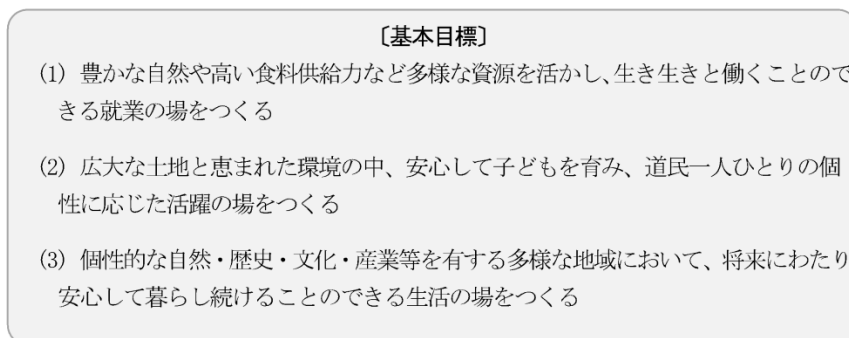 〔基本目標〕
(1) 豊かな自然や高い食料供給力など多様な資源を活かし、生き生きと働くことので
きる就業の場をつくる
(2) 広大な土地と恵まれた環境の中、安心して子どもを育み、道民一人ひとりの個
性に応じた活躍の場をつくる
(3) 個性的な自然・歴史・文化・産業等を有する多様な地域において、将来にわたり
安心して暮らし続けることのできる生活の場をつくる